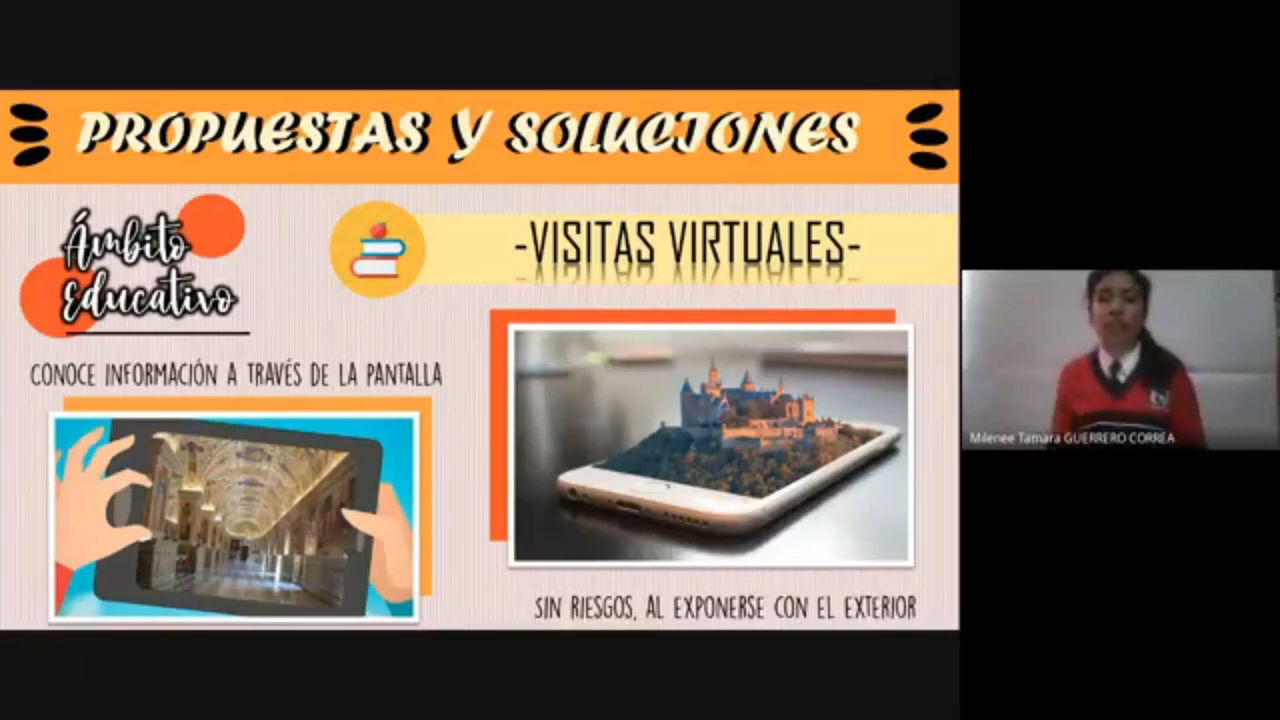 PROPUESTAS Y SOLUCIONES
Ámbito
Educativo
-VISITAS VIRTUALES-
CONOCE INFORMACIÓN A TRAVÉS DE LA PANTALLA
SIN RIESGOS, AL EXPONERSE CON EL EXTERIOR
Milenee Tamara GUERRERO CORREA